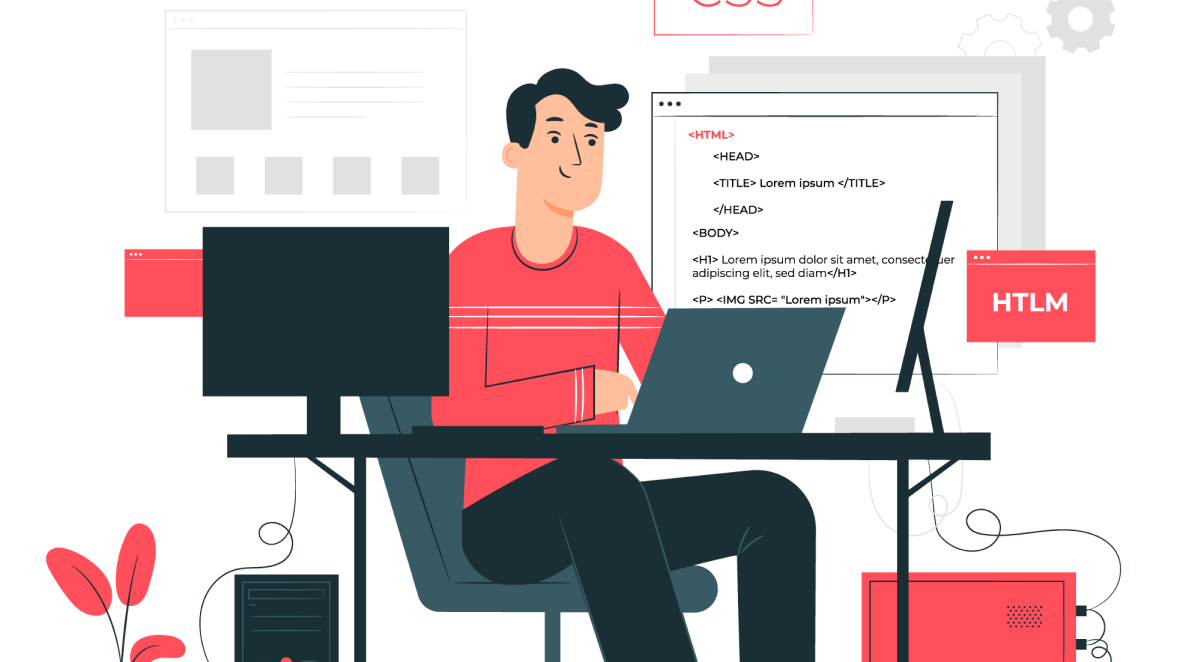 CSS
<HTML>
<HEAD>
<TITLE> Lorem ipsum </TITLE>
</HEAD>
<BODY>
<H1> Lorem ipsum dolor sit amet, consectetuer
adipiscing elit, sed diam</H1>
<P> <IMG SRC= "Lorem ipsum"></P>
HTLM